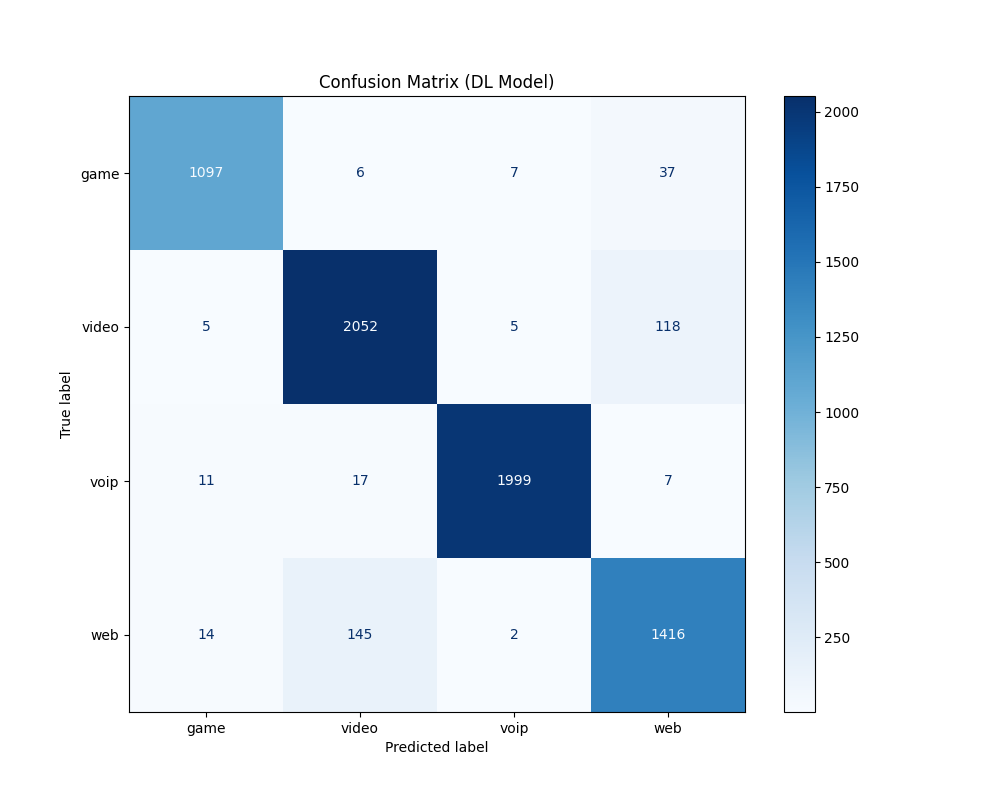 Confusion Matrix (DL Model)
True label
game
1097 6 7 37
video
5 2052 5 118
voip
11 17 1999 7
web
14 145 2 1416
game video voip web
Predicted label
2000
1750
1500
1250
1000
750
500
250